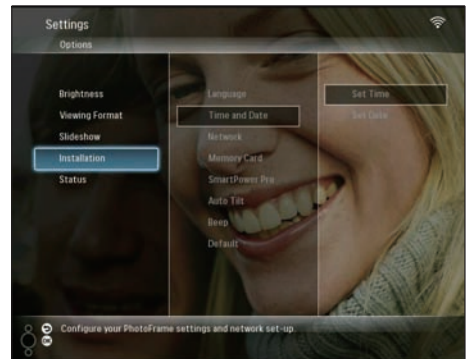 Settings
Options
Brightness
Viewing Format
Slideshow
Installation
Status
Language
Time and Date
Network
Memory Card
SmartPower Pro
Auto Tilt
Beep
Default
Set Time
Set Date
Configure your PhotoFrame settings and network set-up.
OK